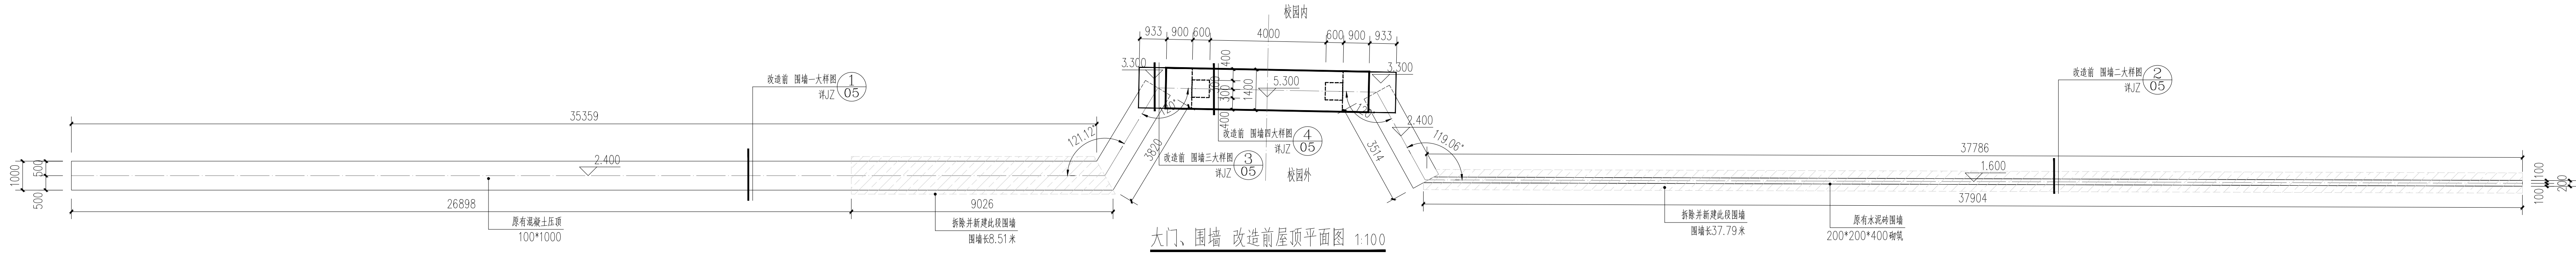 校园内
933 900 600 4000 600 900 933
3.300
400
5.300
3.300
300 1400
400
改造前 围墙一大样图 1
详JZ 05
改造前 围墙二大样图 2
详JZ 05
35359
120°
120°
2.400
121.12°
3820
改造前 围墙四大样图 4
详JZ 05
3514
119.06°
37786
改造前 围墙三大样图 3
详JZ 05
校园外
1000 500 500
2.400
1.600
100
200
100
26898
9026
37904
原有混凝土压顶
100*1000
拆除并新建此段围墙
围墙长8.51米
拆除并新建此段围墙
围墙长37.79米
原有水泥砖围墙
200*200*400砌筑
大门、围墙 改造前屋顶平面图 1:100